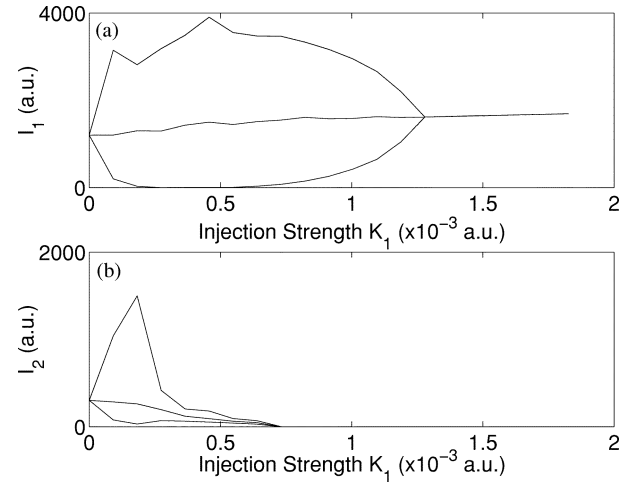 (a)
4000
I1 (a.u.)
0
0 0.5 1 1.5 2
Injection Strength K1 (x10−3 a.u.)
(b)
2000
I2 (a.u.)
0
0 0.5 1 1.5 2
Injection Strength K1 (x10−3 a.u.)